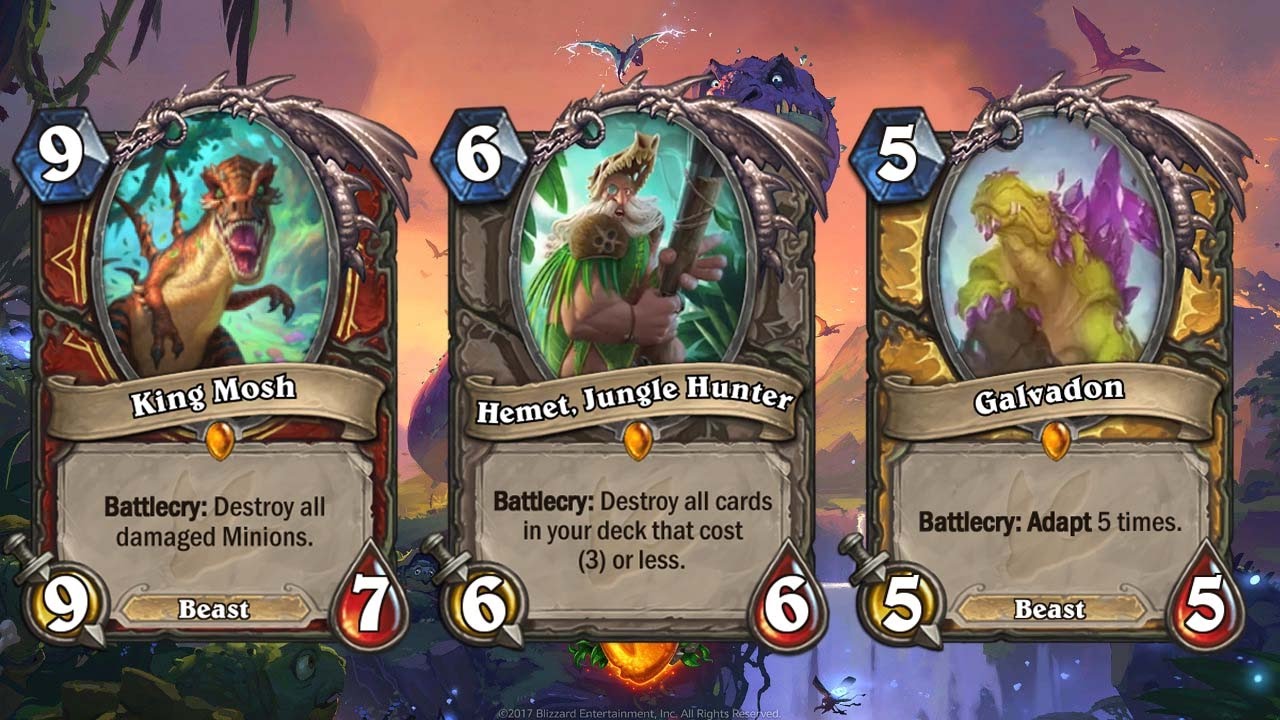 9
King Mosh
Battlecry: Destroy all
damaged Minions.
9
Beast
7
6
Hemet, Jungle Hunter
Battlecry: Destroy all cards
in your deck that cost
(3) or less.
6
6
5
Galvadon
Battlecry: Adapt 5 times.
5
Beast
5
©2017 Blizzard Entertainment, Inc. All Rights Reserved.